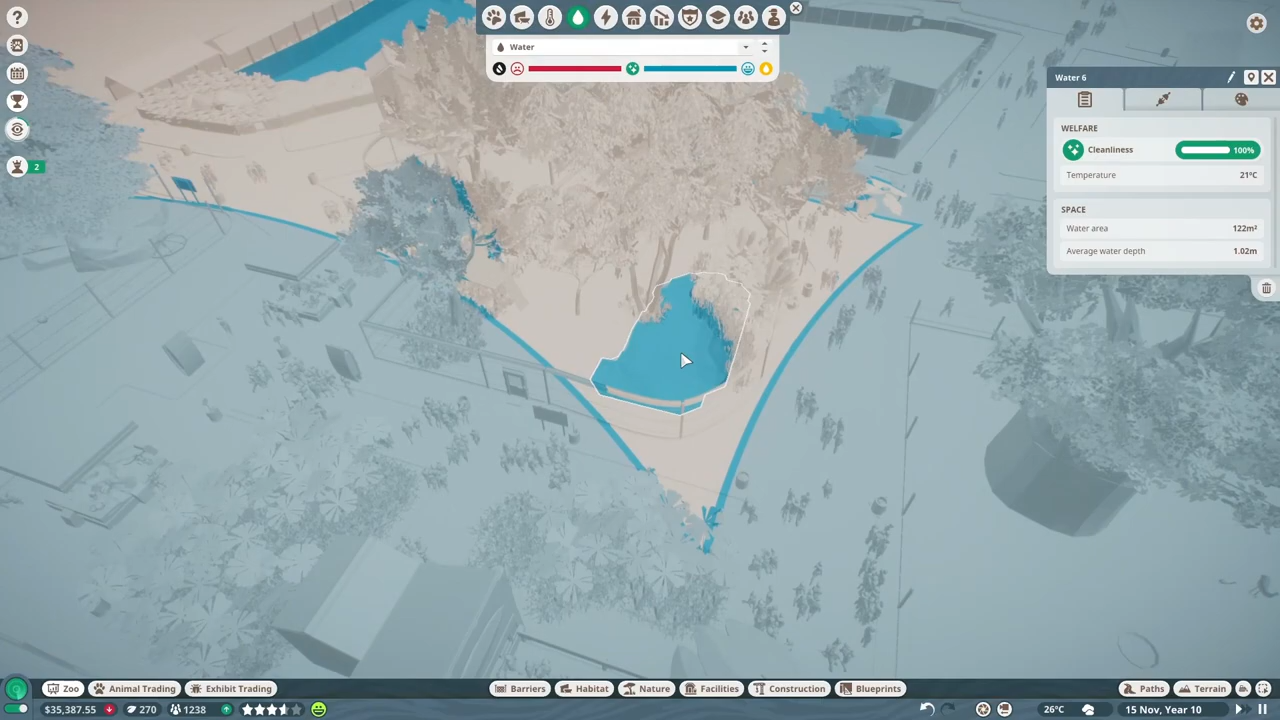 Water
Water 6
WELFARE
Cleanliness 100%
Temperature 21°C
SPACE
Water area 122m²
Average water depth 1.02m
2
Zoo Animal Trading Exhibit Trading Barriers Habitat Nature Facilities Construction Blueprints Paths Terrain
$35,387.55 270 1238 26°C 15 Nov, Year 10